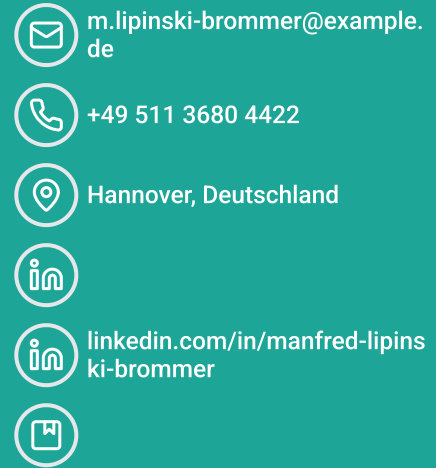 m.lipinski-brommer@example.
de
+49 511 3680 4422
Hannover, Deutschland
linkedin.com/in/manfred-lipins
ki-brommer